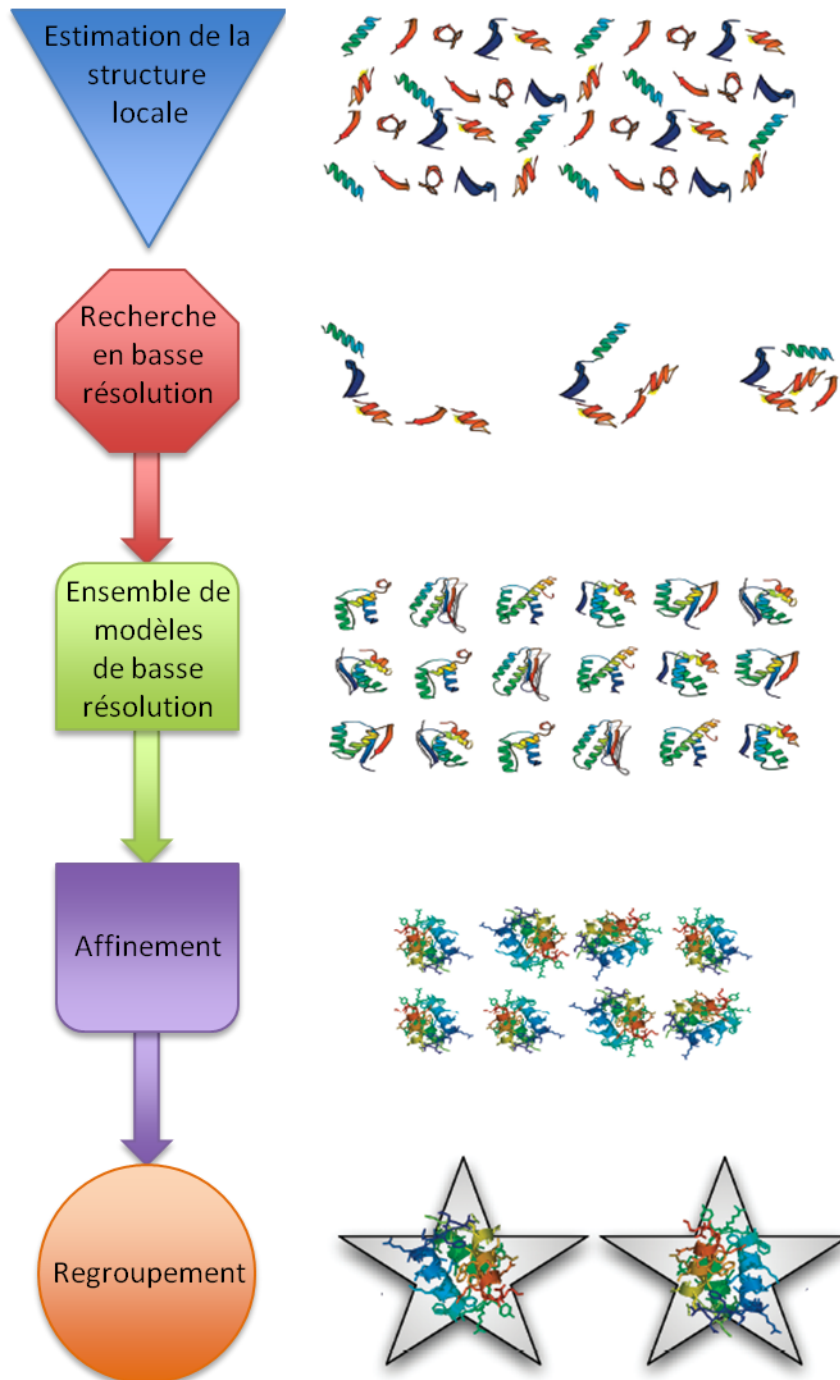 Estimation de la
structure
locale
Recherche
en basse
résolution
Ensemble de
modèles
de basse
résolution
Affinement
Regroupement